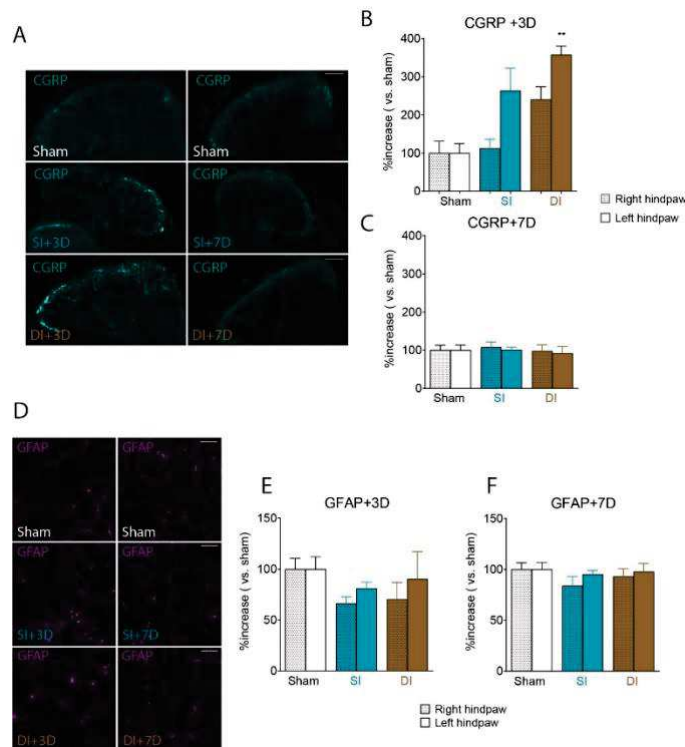 A
CGRP
CGRP
Sham
Sham
CGRP
CGRP
SI+3D
SI+7D
CGRP
CGRP
DI+3D
DI+7D
B
CGRP +3D
**
%increase ( vs. sham)
400
300
200
100
0
Sham
SI
DI
Right hindpaw
Left hindpaw
C
CGRP+7D
%increase ( vs. sham)
400
300
200
100
0
Sham
SI
DI
D
GFAP
GFAP
Sham
Sham
GFAP
GFAP
SI+3D
SI+7D
GFAP
GFAP
DI+3D
DI+7D
E
GFAP+3D
%increase ( vs. sham)
150
100
50
0
Sham
SI
DI
F
GFAP+7D
%increase ( vs. sham)
150
100
50
0
Sham
SI
DI
Right hindpaw
Left hindpaw